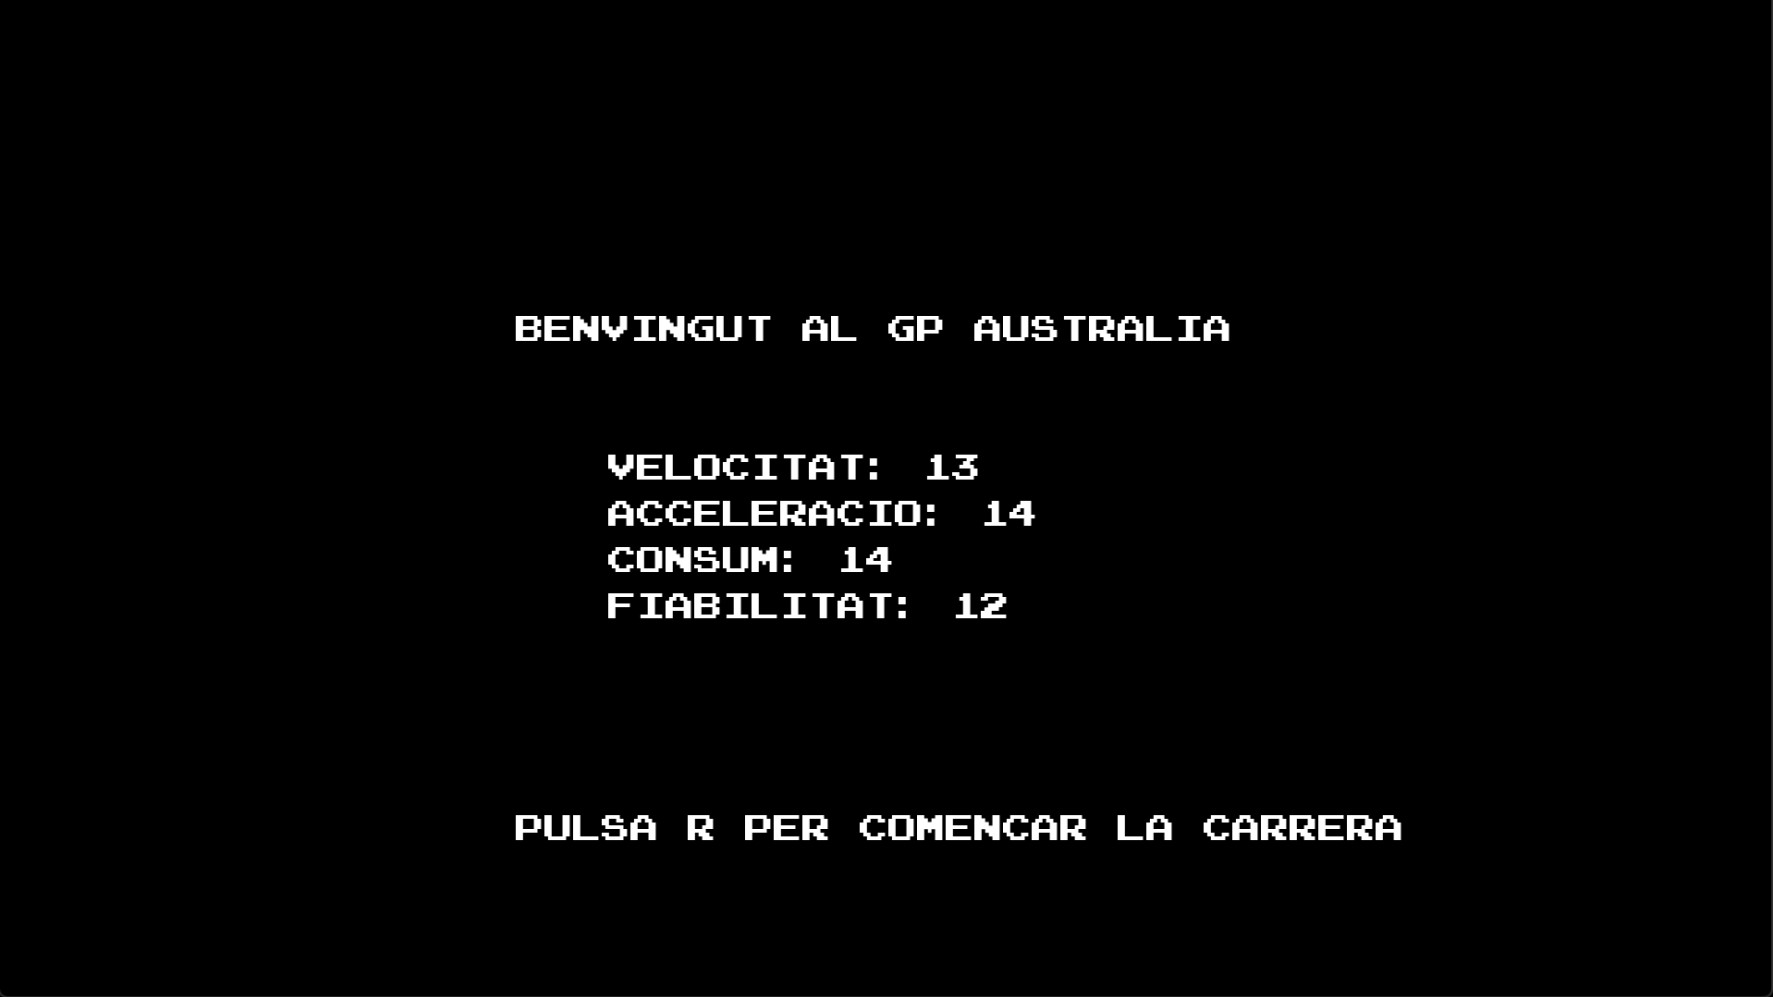 BENVINGUT AL GP AUSTRALIA
VELOCITAT: 13
ACCELERACIO: 14
CONSUM: 14
FIABILITAT: 12
PULSA R PER COMENCAR LA CARRERA